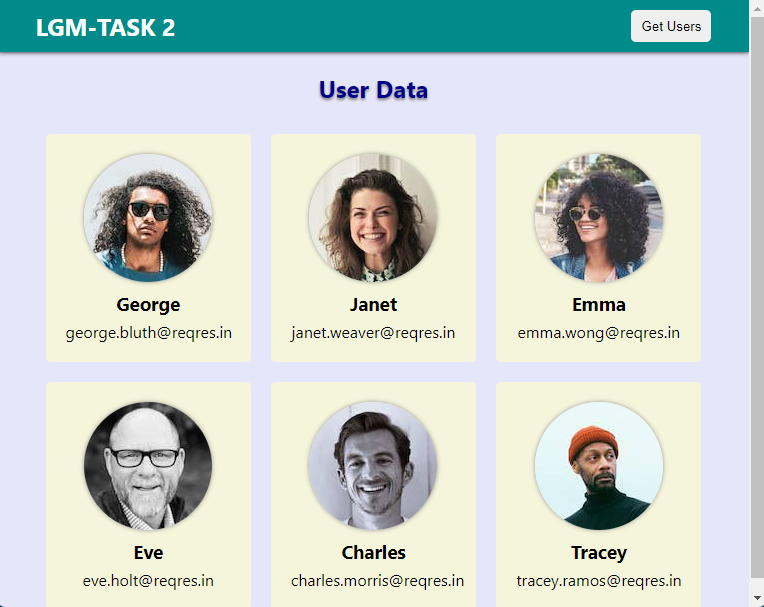 LGM-TASK 2
Get Users
User Data
George
george.bluth@reqres.in
Janet
janet.weaver@reqres.in
Emma
emma.wong@reqres.in
Eve
eve.holt@reqres.in
Charles
charles.morris@reqres.in
Tracey
tracey.ramos@reqres.in